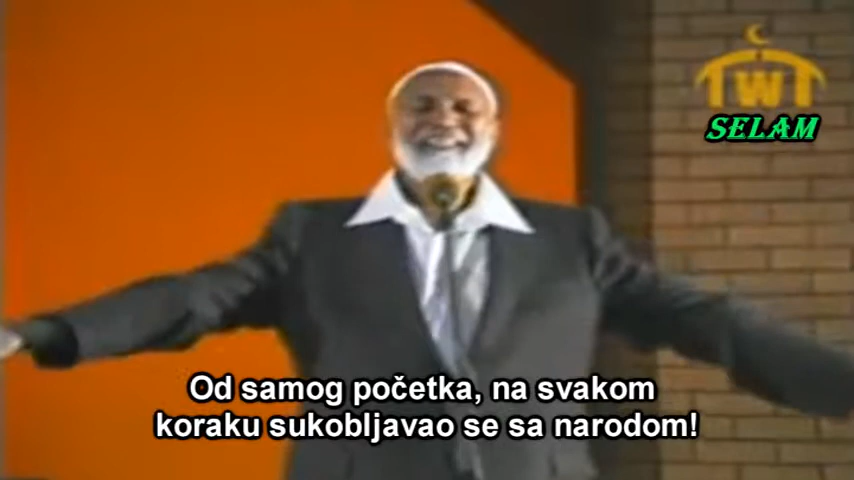 W
SELAM
Od samog početka, na svakom
koraku sukobljavao se sa narodom!